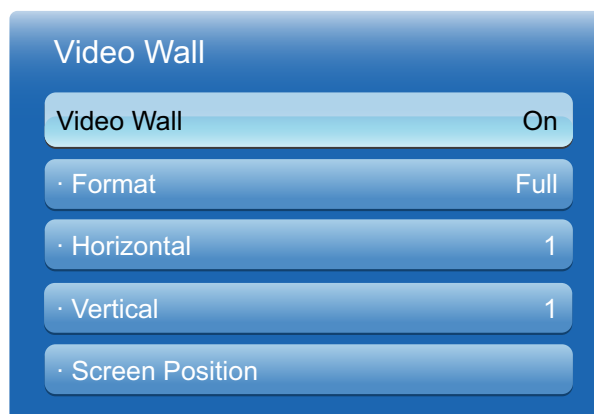 Video Wall
Video Wall On
· Format Full
· Horizontal 1
· Vertical 1
· Screen Position